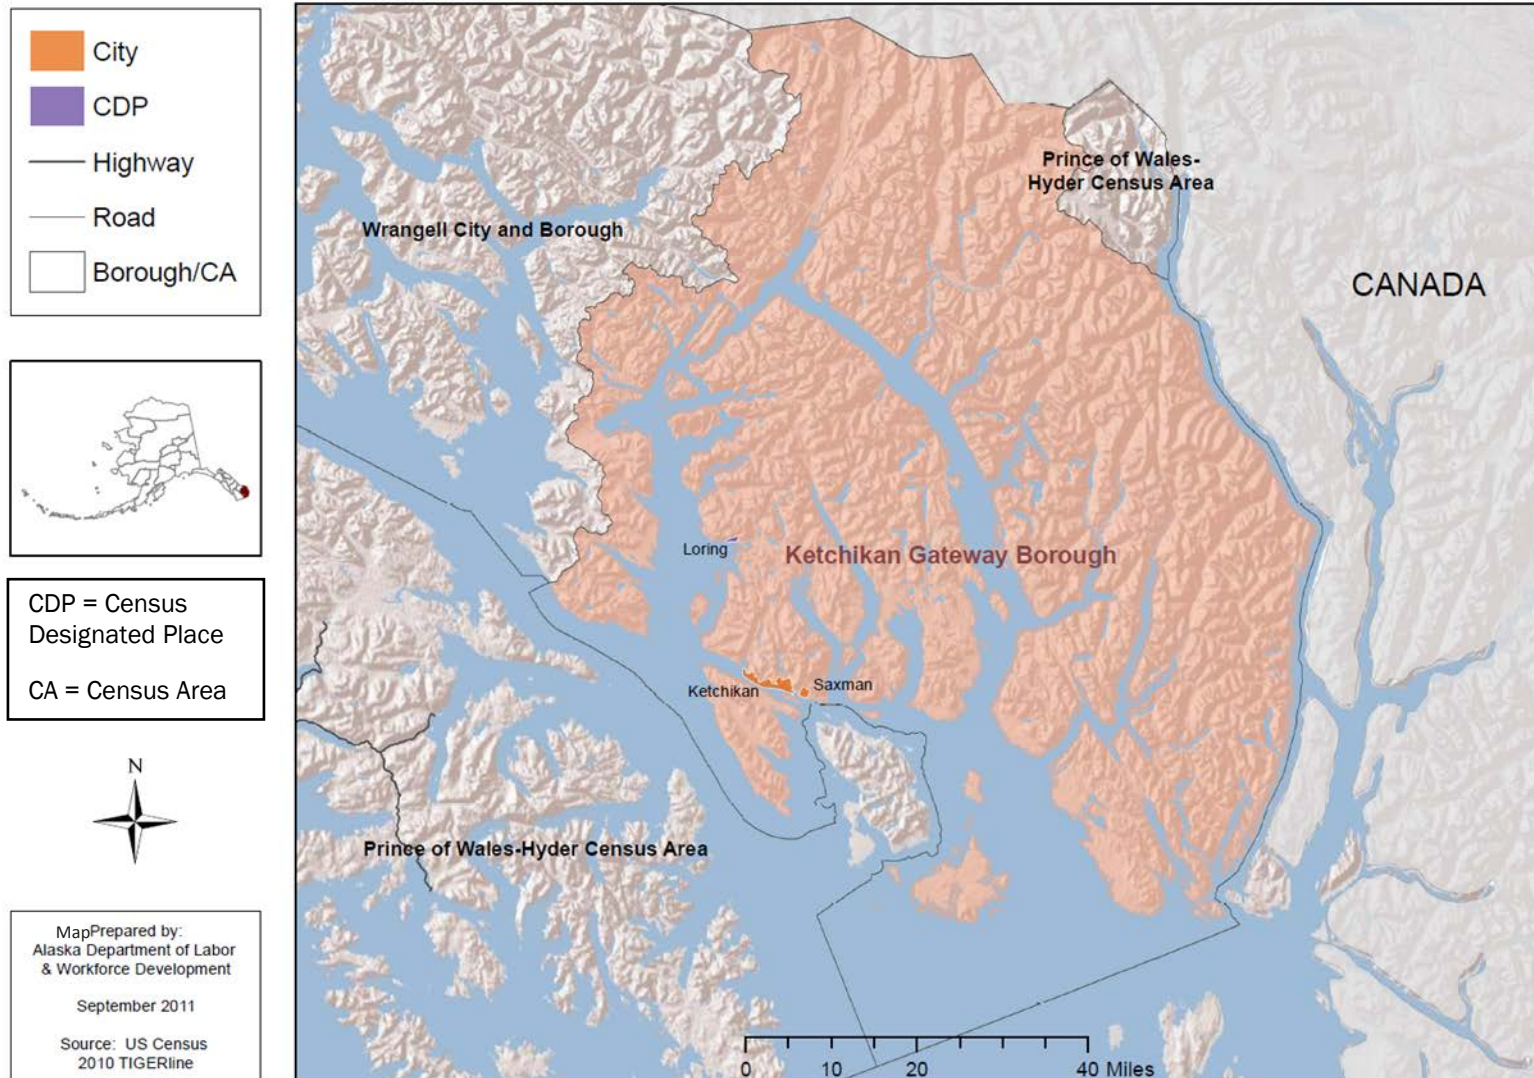 City
CDP
Highway
Road
Borough/CA
CDP = Census
Designated Place
CA = Census Area
N
MapPrepared by:
Alaska Department of Labor
& Workforce Development
September 2011
Source: US Census
2010 TIGERline
Prince of Wales-
Hyder Census Area
Wrangell City and Borough
CANADA
Loring
Ketchikan Gateway Borough
Ketchikan
Saxman
Prince of Wales-Hyder Census Area
0 10 20 40 Miles